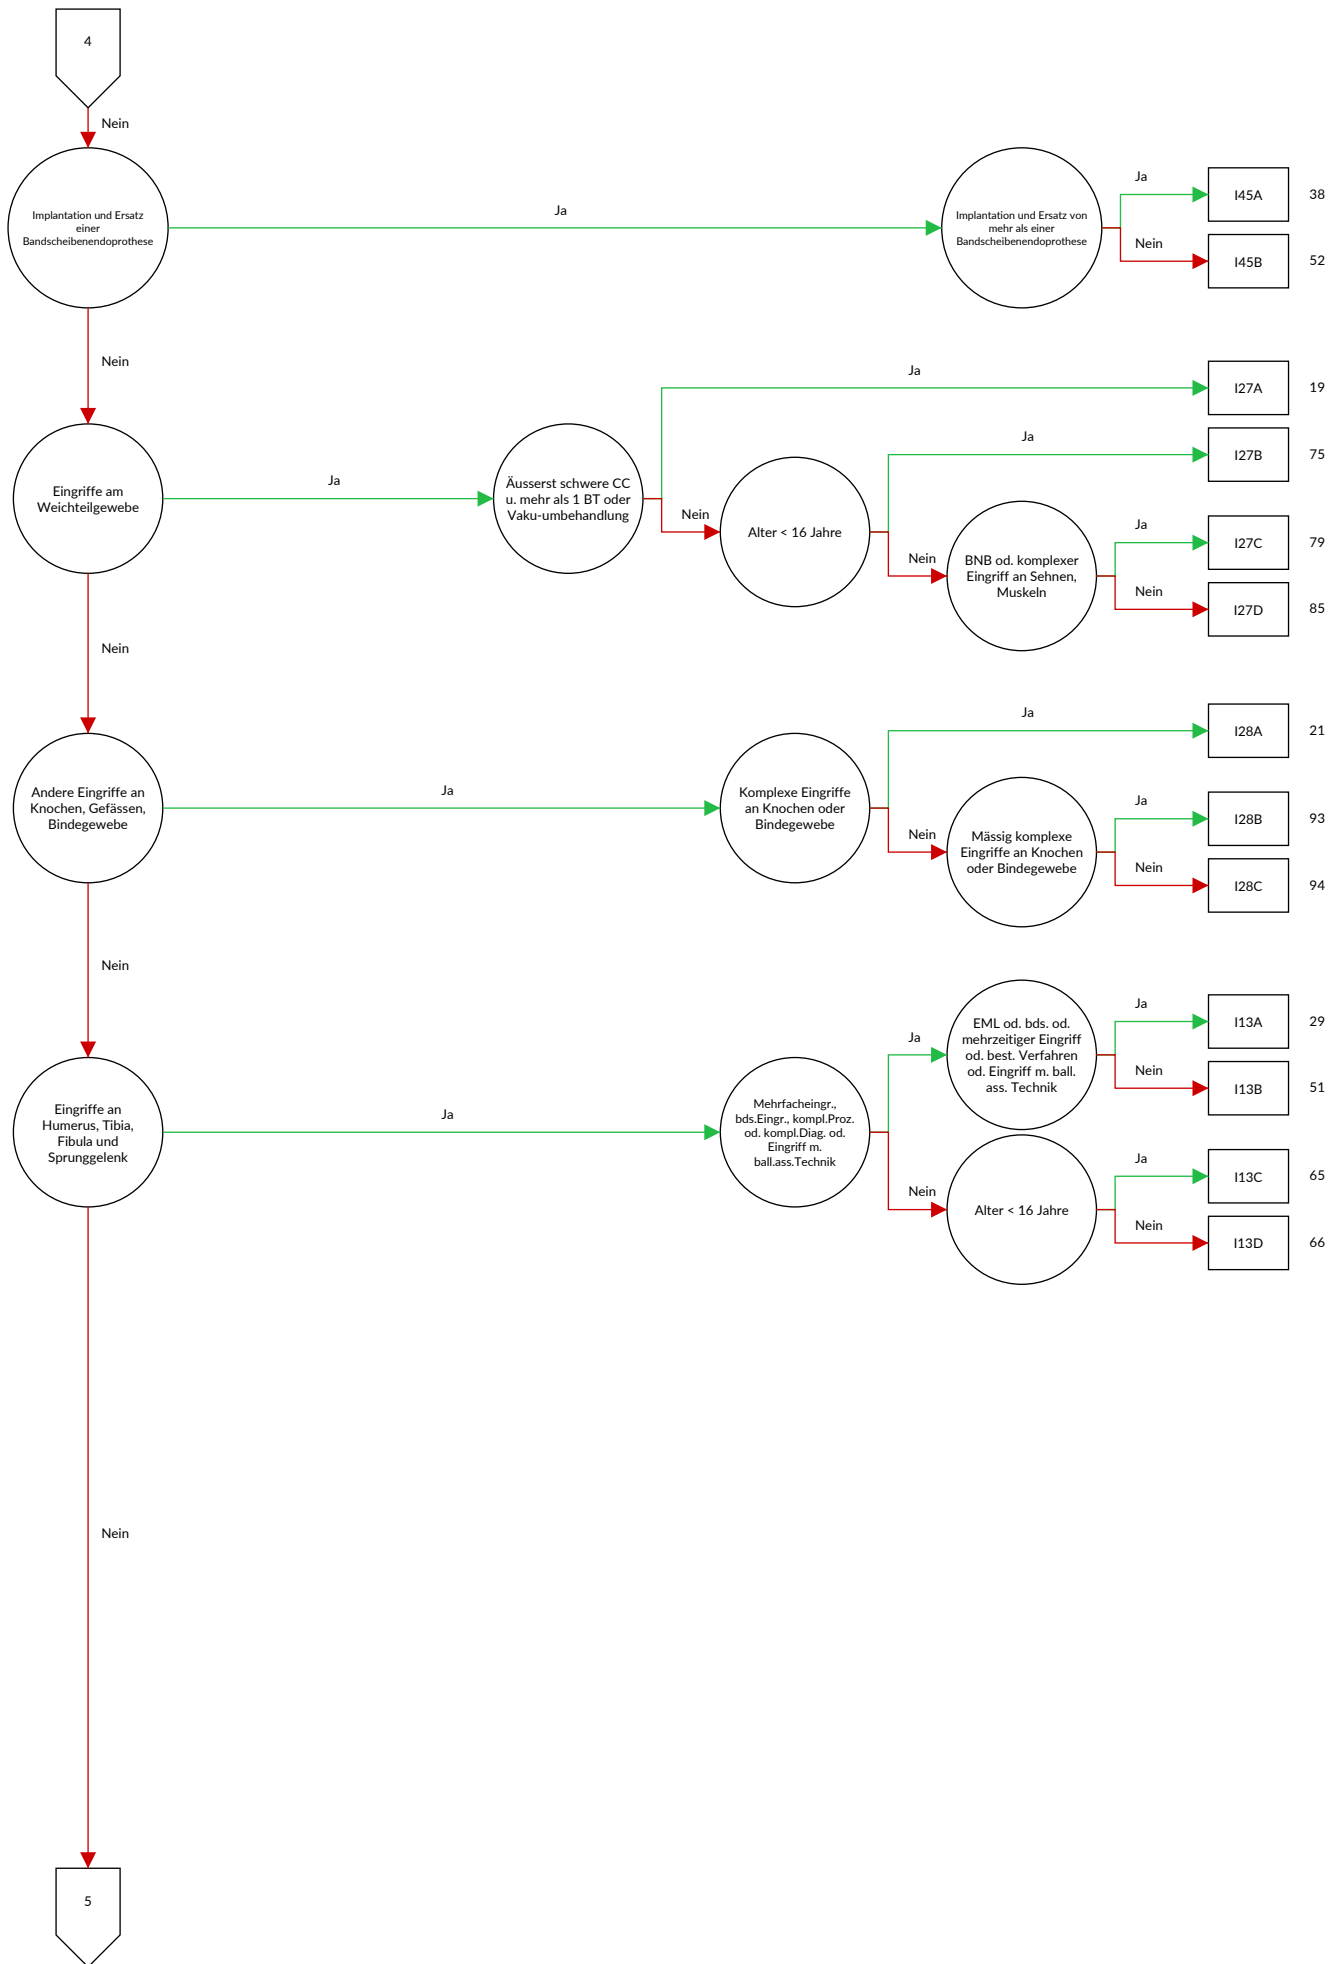 4
Nein
Implantation und Ersatz
einer
Bandscheibenendoprothese
Ja
Implantation und Ersatz von
mehr als einer
Bandscheibenendoprothese
Ja
I45A
38
Nein
I45B
52
Nein
Eingriffe am
Weichteilgewebe
Ja
Äusserst schwere CC
u. mehr als 1 BT oder
Vaku-umbehandlung
Ja
I27A
19
Nein
Alter < 16 Jahre
Ja
I27B
75
Nein
BNB od. komplexer
Eingriff an Sehnen,
Muskeln
Ja
I27C
79
Nein
I27D
85
Nein
Andere Eingriffe an
Knochen, Gefässen,
Bindegewebe
Ja
Komplexe Eingriffe
an Knochen oder
Bindegewebe
Ja
I28A
21
Nein
Mässig komplexe
Eingriffe an Knochen
oder Bindegewebe
Ja
I28B
93
Nein
I28C
94
Nein
Eingriffe an
Humerus, Tibia,
Fibula und
Sprunggelenk
Ja
Mehrfacheingr.,
bds.Eingr., kompl.Proz.
od. kompl.Diag. od.
Eingriff m.
ball.ass.Technik
Ja
EML od. bds. od.
mehrzeitiger Eingriff
od. best. Verfahren
od. Eingriff m. ball.
ass. Technik
Ja
I13A
29
Nein
I13B
51
Nein
Alter < 16 Jahre
Ja
I13C
65
Nein
I13D
66
Nein
5